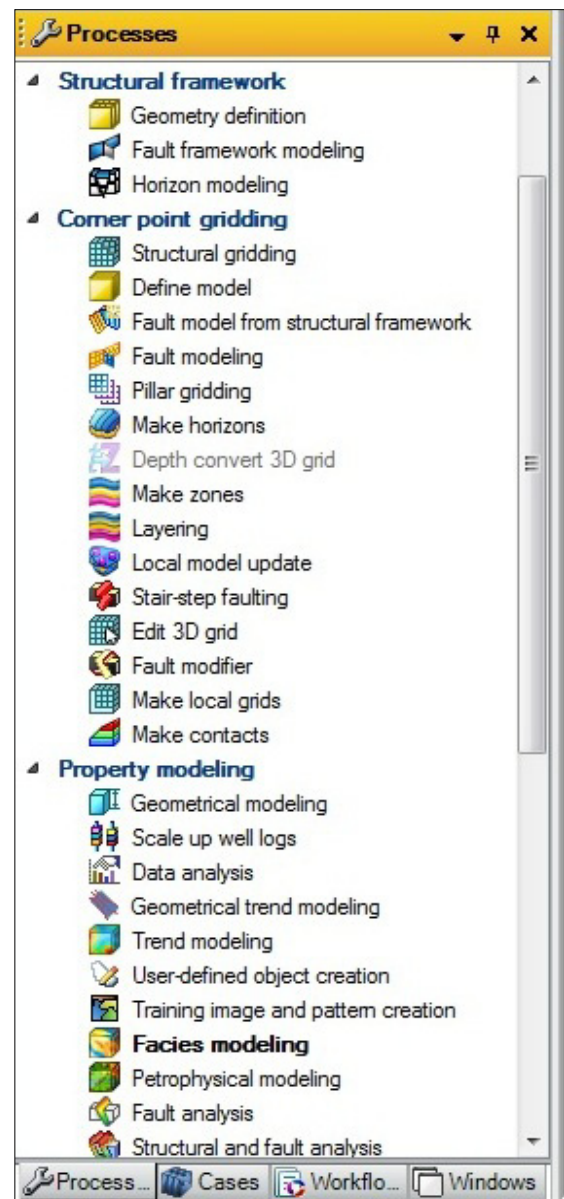 Processes
Structural framework
Geometry definition
Fault framework modeling
Horizon modeling
Corner point gridding
Structural gridding
Define model
Fault model from structural framework
Fault modeling
Pillar gridding
Make horizons
Depth convert 3D grid
Make zones
Layering
Local model update
Stair-step faulting
Edit 3D grid
Fault modifier
Make local grids
Make contacts
Property modeling
Geometrical modeling
Scale up well logs
Data analysis
Geometrical trend modeling
Trend modeling
User-defined object creation
Training image and pattern creation
Facies modeling
Petrophysical modeling
Fault analysis
Structural and fault analysis
Process... Cases Workflo... Windows